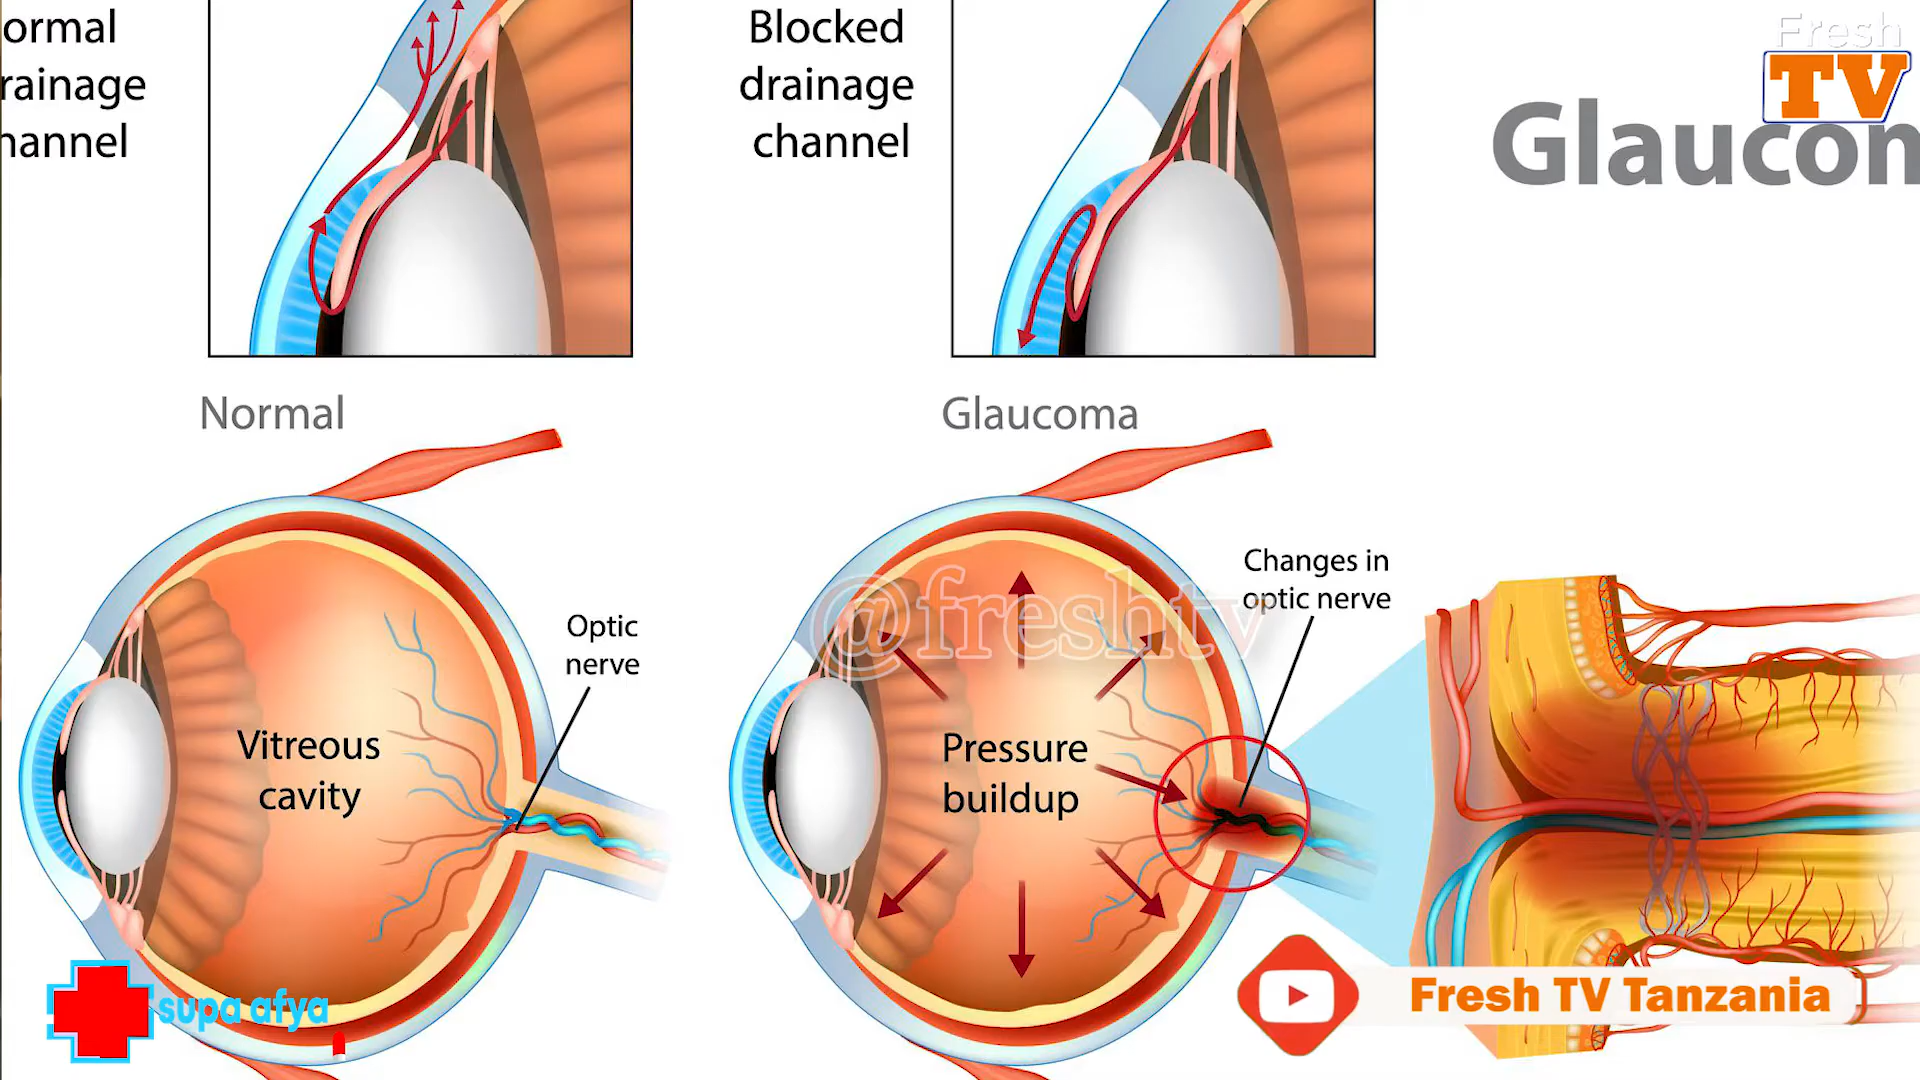 ormal
rainage
hannel
Blocked
drainage
channel
Fresh
TV
Glaucon
Normal
Glaucoma
Optic
nerve
Vitreous
cavity
@freshtv
Changes in
optic nerve
Pressure
buildup
supa afya
Fresh TV Tanzania